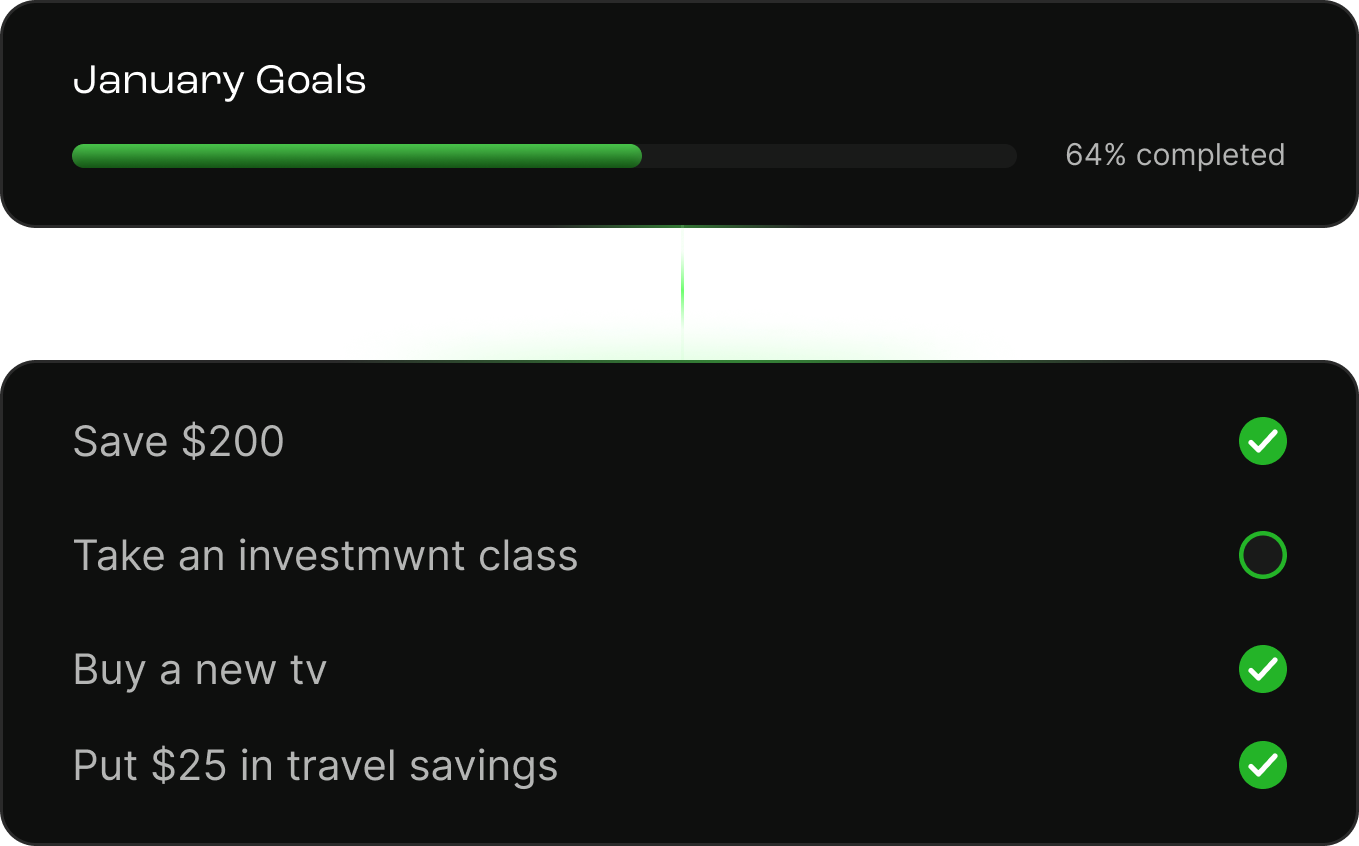 January Goals
64% completed
Save $200
Take an investmwnt class
Buy a new tv
Put $25 in travel savings